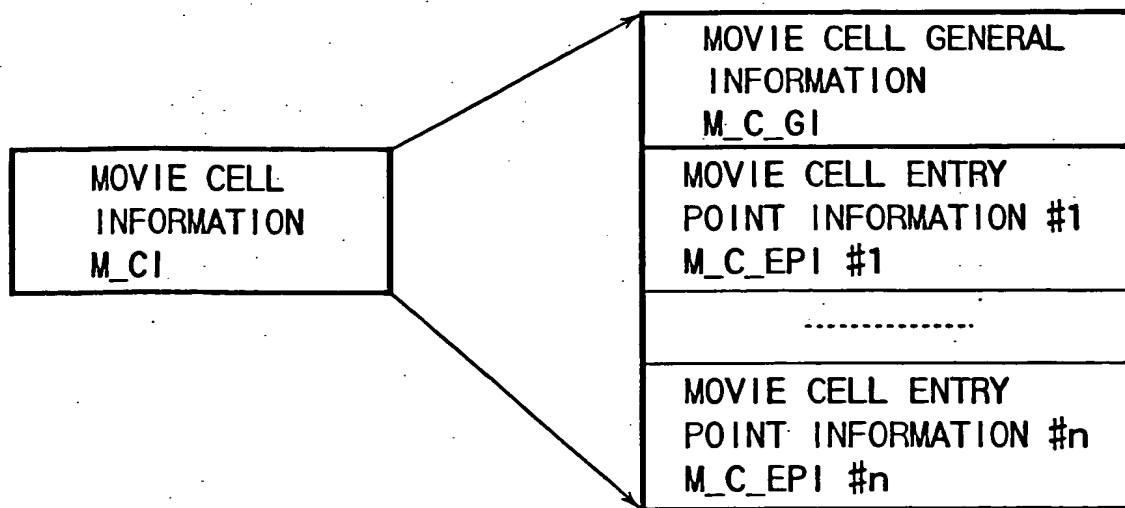 MOVIE CELL
INFORMATION
M_CI
MOVIE CELL GENERAL
INFORMATION
M_C_GI
MOVIE CELL ENTRY
POINT INFORMATION #1
M_C_EPI #1
---------------
MOVIE CELL ENTRY
POINT INFORMATION #n
M_C_EPI #n